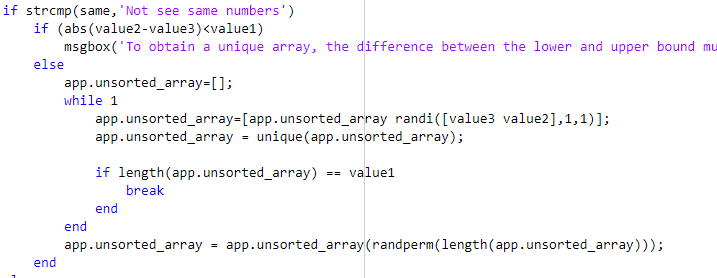 if strcmp(same,'Not see same numbers')
if (abs(value2-value3)<value1)
msgbox('To obtain a unique array, the difference between the lower and upper bound mu
else
app.unsorted_array=[];
while 1
app.unsorted_array=[app.unsorted_array randi([value3 value2],1,1)];
app.unsorted_array = unique(app.unsorted_array);
if length(app.unsorted_array) == value1
break
end
end
app.unsorted_array = app.unsorted_array(randperm(length(app.unsorted_array)));
end